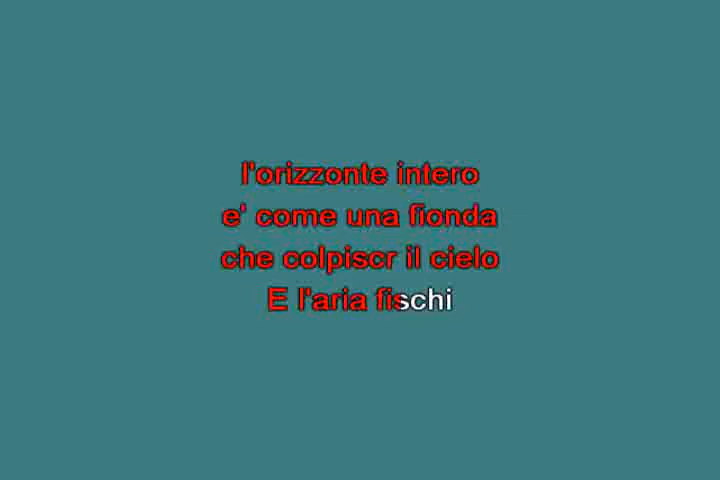 l'orizzonte intero
e' come una fionda
che colpiscr il cielo
E l'aria fischi